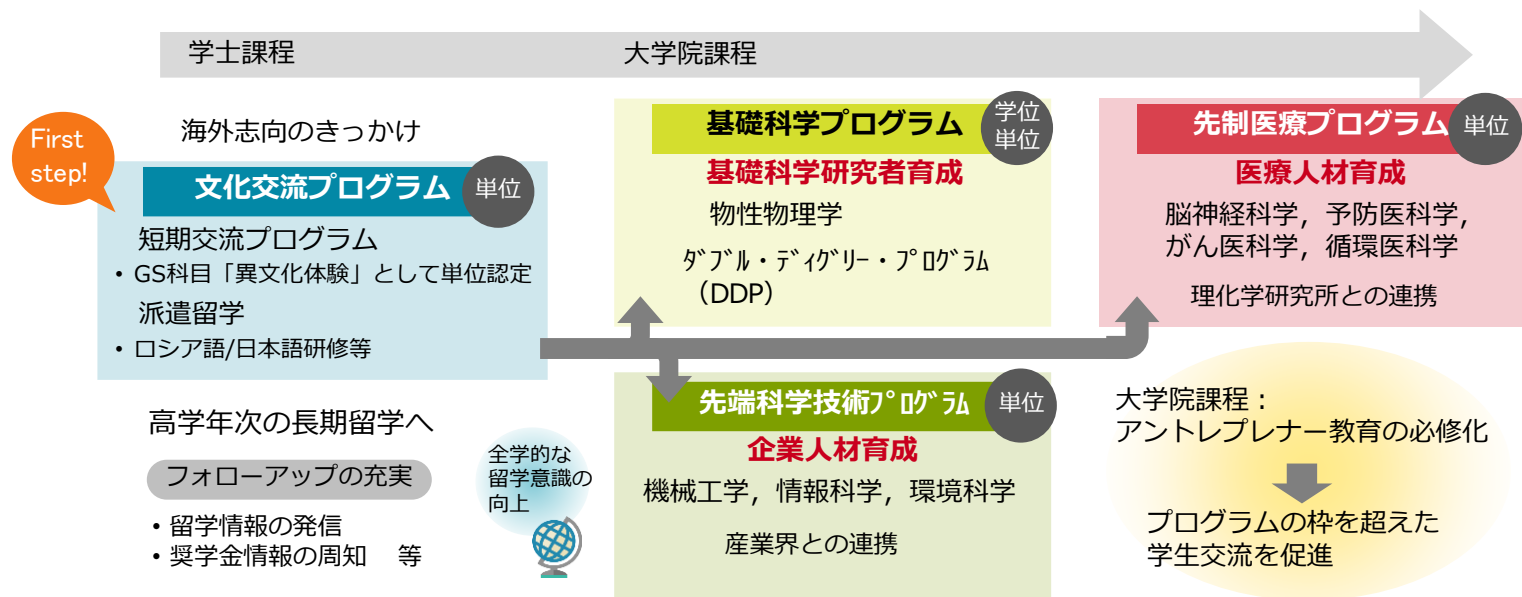 学士課程
大学院課程
First
step!
海外志向のきっかけ
文化交流プログラム
単位
短期交流プログラム
・GS科目「異文化体験」として単位認定
派遣留学
・ロシア語/日本語研修等
高学年次の長期留学へ
フォローアップの充実
・留学情報の発信
・奨学金情報の周知　等
全学的な
留学意識の
向上
基礎科学プログラム
学位
単位
基礎科学研究者育成
物性物理学
ﾀﾞﾌﾞﾙ・ﾃﾞｨｸﾞﾘｰ・ﾌﾟﾛｸﾞﾗﾑ
（DDP）
先端科学技術ﾌﾟﾛｸﾞﾗﾑ
単位
企業人材育成
機械工学，情報科学，環境科学
産業界との連携
先制医療プログラム
単位
医療人材育成
脳神経科学，予防医科学，
がん医科学，循環医科学
理化学研究所との連携
大学院課程：
アントレプレナー教育の必修化
プログラムの枠を超えた
学生交流を促進